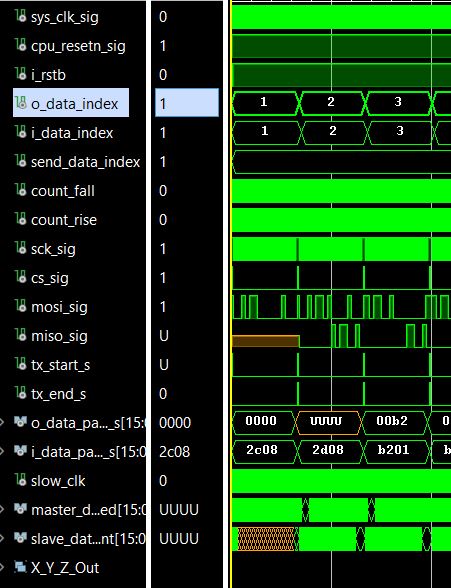 sys_clk_sig 0
cpu_resetn_sig 1
i_rstb 0
o_data_index 1 1 2 3
i_data_index 1 1 2 3
send_data_index 1
count_fall 0
count_rise 0
sck_sig 1
cs_sig 1
mosi_sig 1
miso_sig U
tx_start_s U
tx_end_s 0
o_data_pa..._s[15:0 0000 0000 UUUU 00b2 0
i_data_pa..._s[15:0 2c08 2c08 2d08 b201 b
slow_clk 0
master_d...ed[15:0 UUUU
slave_dat...nt[15:0 UUUU
X_Y_Z_Out